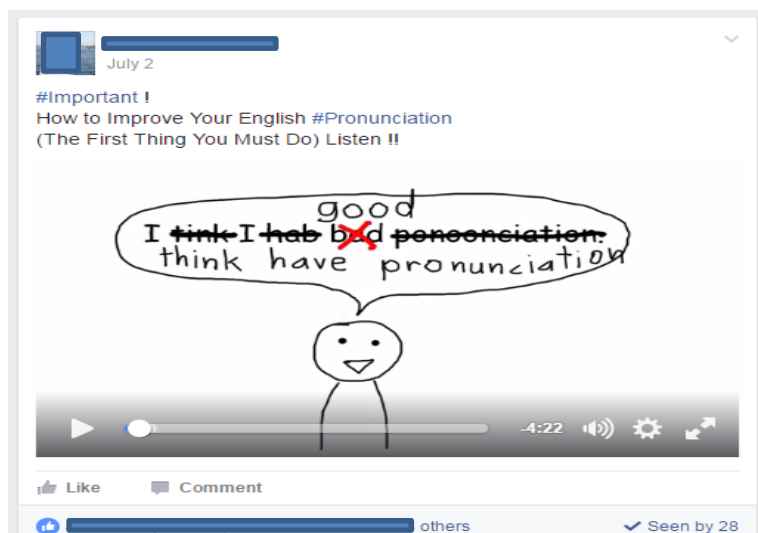 July 2
#Important !
How to Improve Your English #Pronunciation
(The First Thing You Must Do) Listen !!
good
I tink I hab bad ponoonciation.
think have pronunciation
-4:22
Like Comment
others Seen by 28